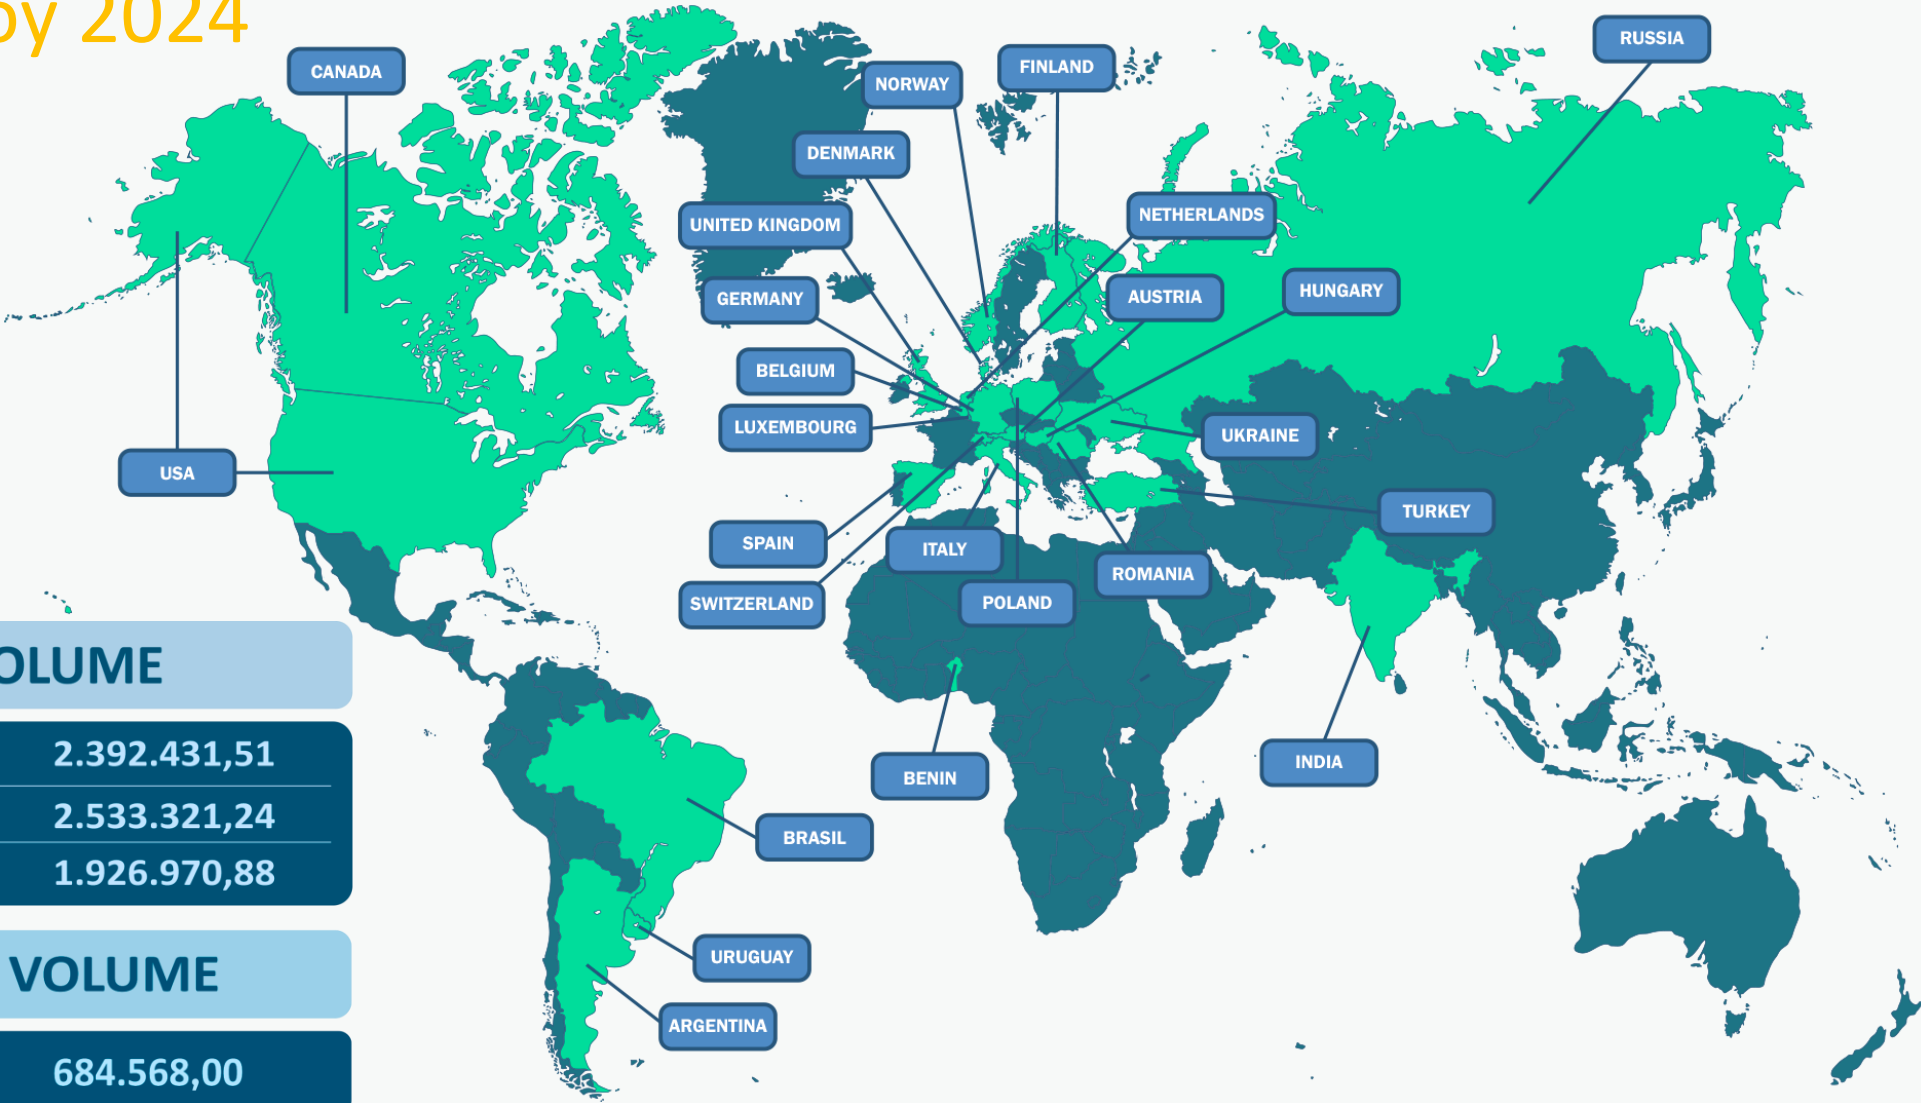 by 2024
CANADA
RUSSIA
FINLAND
NORWAY
DENMARK
NETHERLANDS
UNITED KINGDOM
GERMANY
AUSTRIA
HUNGARY
BELGIUM
LUXEMBOURG
UKRAINE
USA
TURKEY
SPAIN
ITALY
ROMANIA
SWITZERLAND
POLAND
INDIA
BENIN
BRASIL
URUGUAY
ARGENTINA
OLUME
2.392.431,51
2.533.321,24
1.926.970,88
VOLUME
684.568,00